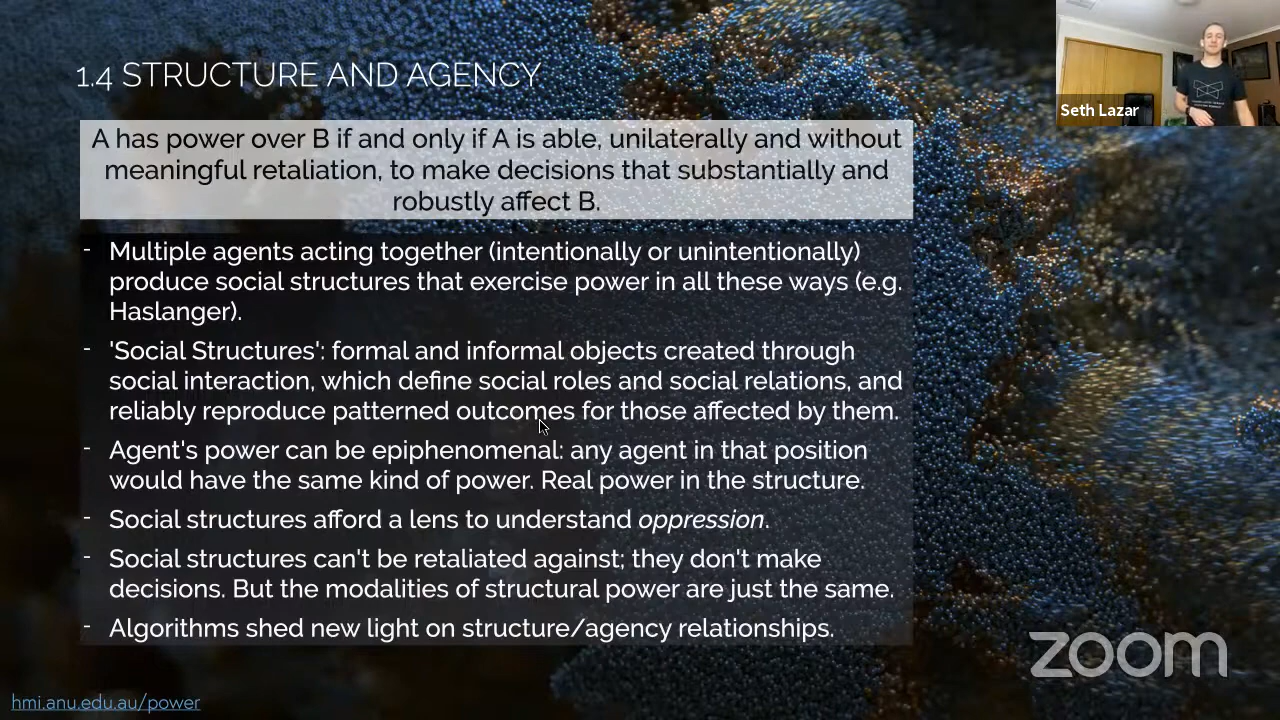 1.4 STRUCTURE AND AGENCY
A has power over B if and only if A is able, unilaterally and without
meaningful retaliation, to make decisions that substantially and
robustly affect B.
- Multiple agents acting together (intentionally or unintentionally)
produce social structures that exercise power in all these ways (e.g.
Haslanger).
- 'Social Structures': formal and informal objects created through
social interaction, which define social roles and social relations, and
reliably reproduce patterned outcomes for those affected by them.
- Agent's power can be epiphenomenal: any agent in that position
would have the same kind of power. Real power in the structure.
- Social structures afford a lens to understand oppression.
- Social structures can't be retaliated against; they don't make
decisions. But the modalities of structural power are just the same.
- Algorithms shed new light on structure/agency relationships.
hmi.anu.edu.au/power
Seth Lazar
zoom